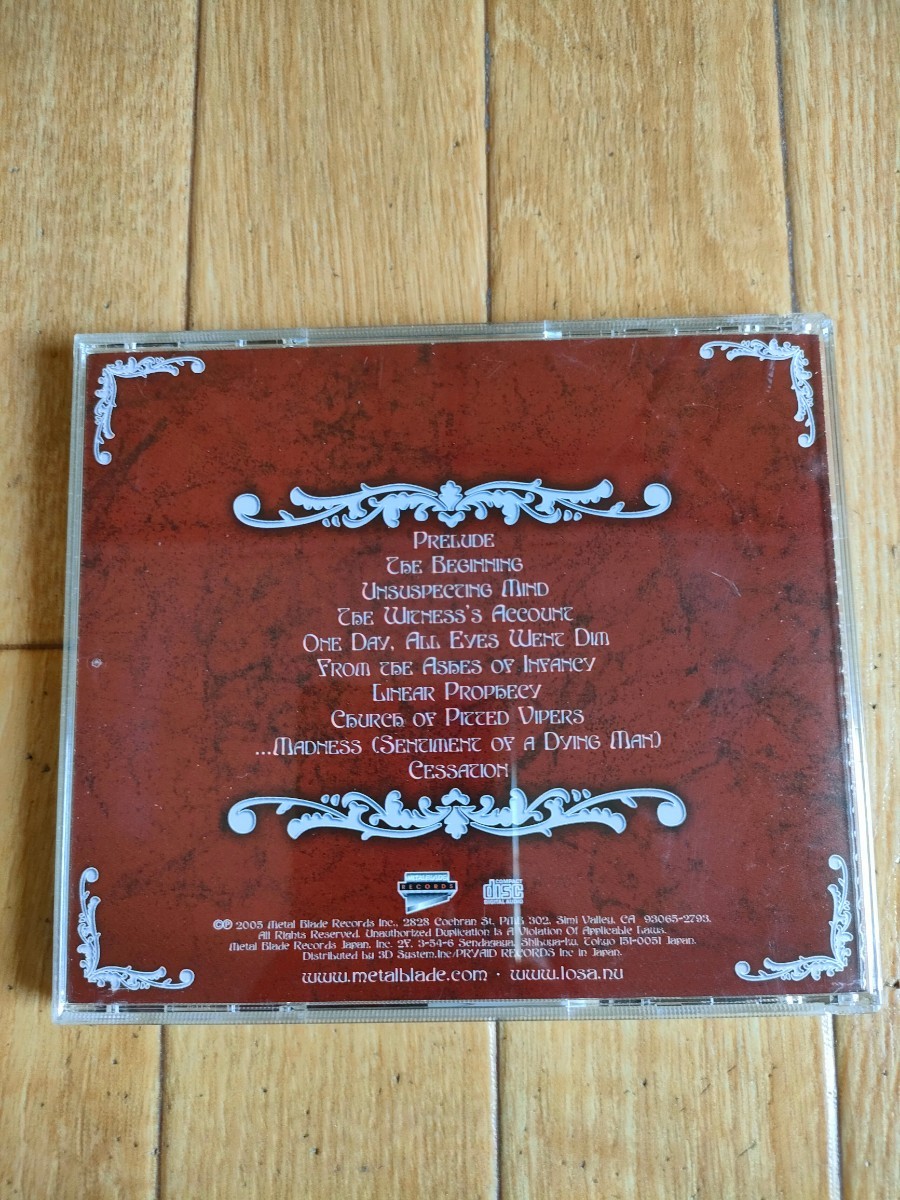 Prelude
The Beginning
Unsuspecting Mind
The Witness's Account
One Day, All Eyes Went Dim
From the Ashes of Infancy
Linear Prophecy
Church of Pitted Vipers
...Madness (Sentiment of a Dying Man)
Cessation
METAL BLADE
RECORDS
COMPACT
disc
DIGITAL AUDIO
©℗ 2005 Metal Blade Records Inc., 2828 Cochran St. PMB 302, Simi Valley, CA 93065-2793.
All Rights Reserved. Unauthorized Duplication Is A Violation Of Applicable Laws.
Metal Blade Records Japan, Inc. 2F, 3-54-6 Sendagaya, Shibuya-ku, Tokyo 151-0051 Japan.
Distributed by 3D System.Inc/PRYAID RECORDS Inc in Japan.
www.metalblade.com · www.losa.nu